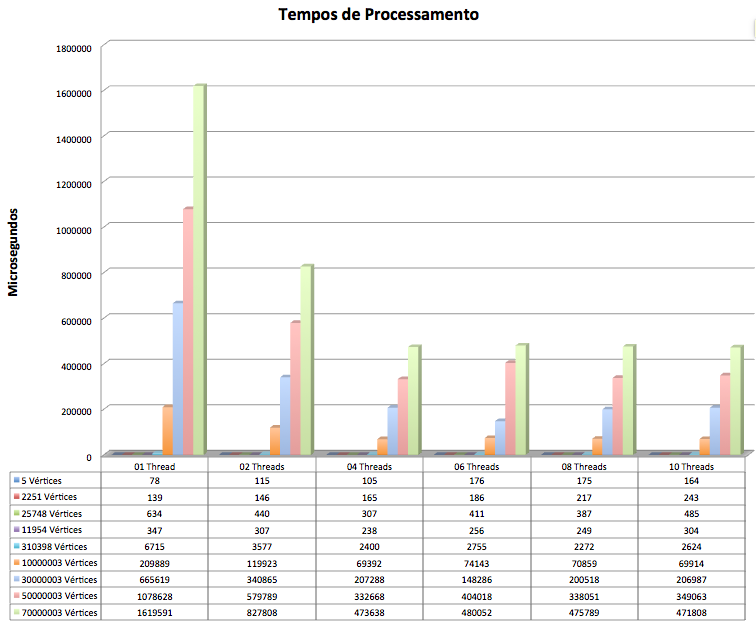 Tempos de Processamento
Microsegundos
1800000
1600000
1400000
1200000
1000000
800000
600000
400000
200000
0
01 Thread 02 Threads 04 Threads 06 Threads 08 Threads 10 Threads
5 Vértices 78 115 105 176 175 164
2251 Vértices 139 146 165 186 217 243
25748 Vértices 634 440 307 411 387 485
11954 Vértices 347 307 238 256 249 304
310398 Vértices 6715 3577 2400 2755 2272 2624
10000003 Vértices 209889 119923 69392 74143 70859 69914
30000003 Vértices 665619 340865 207288 148286 200518 206987
50000003 Vértices 1078628 579789 332668 404018 338051 349063
70000003 Vértices 1619591 827808 473638 480052 475789 471808